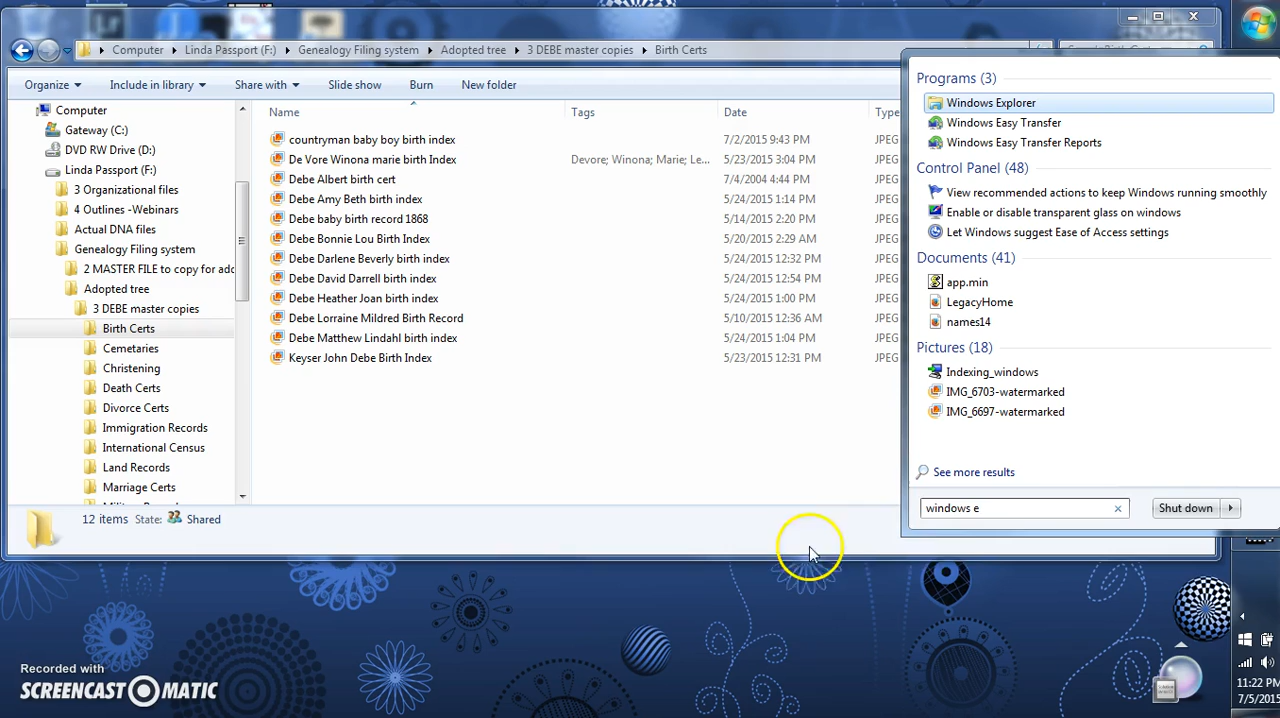 Computer ▸ Linda Passport (F:) ▸ Genealogy Filing system ▸ Adopted tree ▸ 3 DEBE master copies ▸ Birth Certs
Organize Include in library Share with Slide show Burn New folder
Computer
Gateway (C:)
DVD RW Drive (D:)
Linda Passport (F:)
3 Organizational files
4 Outlines -Webinars
Actual DNA files
Genealogy Filing system
2 MASTER FILE to copy for adc
Adopted tree
3 DEBE master copies
Birth Certs
Cemetaries
Christening
Death Certs
Divorce Certs
Immigration Records
International Census
Land Records
Marriage Certs
Name Tags Date Type
countryman baby boy birth index 7/2/2015 9:43 PM JPEG
De Vore Winona marie birth Index Devore; Winona; Marie; Le... 5/23/2015 3:04 PM JPEG
Debe Albert birth cert 7/4/2004 4:44 PM JPEG
Debe Amy Beth birth index 5/24/2015 1:14 PM JPEG
Debe baby birth record 1868 5/14/2015 2:20 PM JPEG
Debe Bonnie Lou Birth Index 5/20/2015 2:29 AM JPEG
Debe Darlene Beverly birth index 5/24/2015 12:32 PM JPEG
Debe David Darrell birth index 5/24/2015 12:54 PM JPEG
Debe Heather Joan birth index 5/24/2015 1:00 PM JPEG
Debe Lorraine Mildred Birth Record 5/10/2015 12:36 AM JPEG
Debe Matthew Lindahl birth index 5/24/2015 1:04 PM JPEG
Keyser John Debe Birth Index 5/23/2015 12:31 PM JPEG
12 items State: Shared
Programs (3)
Windows Explorer
Windows Easy Transfer
Windows Easy Transfer Reports
Control Panel (48)
View recommended actions to keep Windows running smoothly
Enable or disable transparent glass on windows
Let Windows suggest Ease of Access settings
Documents (41)
app.min
LegacyHome
names14
Pictures (18)
Indexing_windows
IMG_6703-watermarked
IMG_6697-watermarked
See more results
windows e Shut down
Recorded with
SCREENCAST-O-MATIC
11:22 PM
7/5/2015